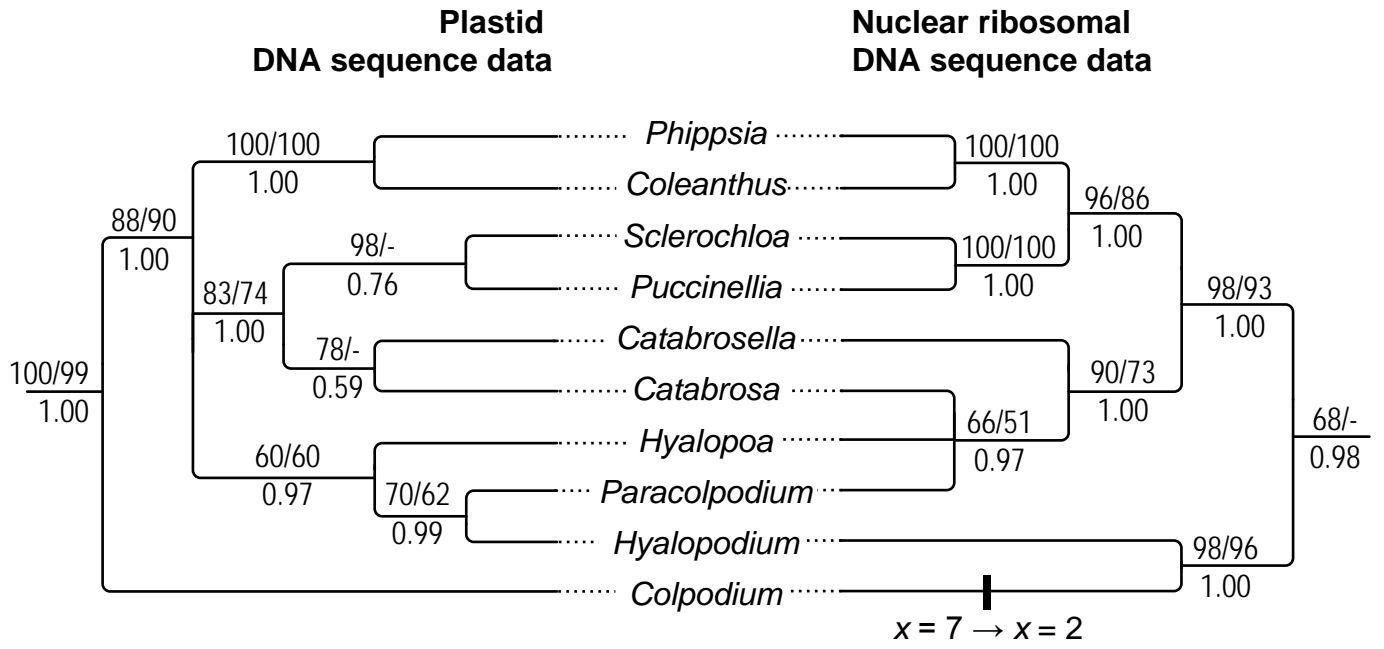 Plastid
DNA sequence data
Nuclear ribosomal
DNA sequence data
100/100
1.00
88/90
1.00
98/-
0.76
83/74
1.00
78/-
0.59
100/99
1.00
60/60
0.97
70/62
0.99
Phippsia
Coleanthus
Sclerochloa
Puccinellia
Catabrosella
Catabrosa
Hyalopoa
Paracolpodium
Hyalopodium
Colpodium
100/100
1.00
96/86
1.00
100/100
1.00
98/93
1.00
90/73
1.00
66/51
0.97
68/-
0.98
98/96
1.00
x = 7 → x = 2